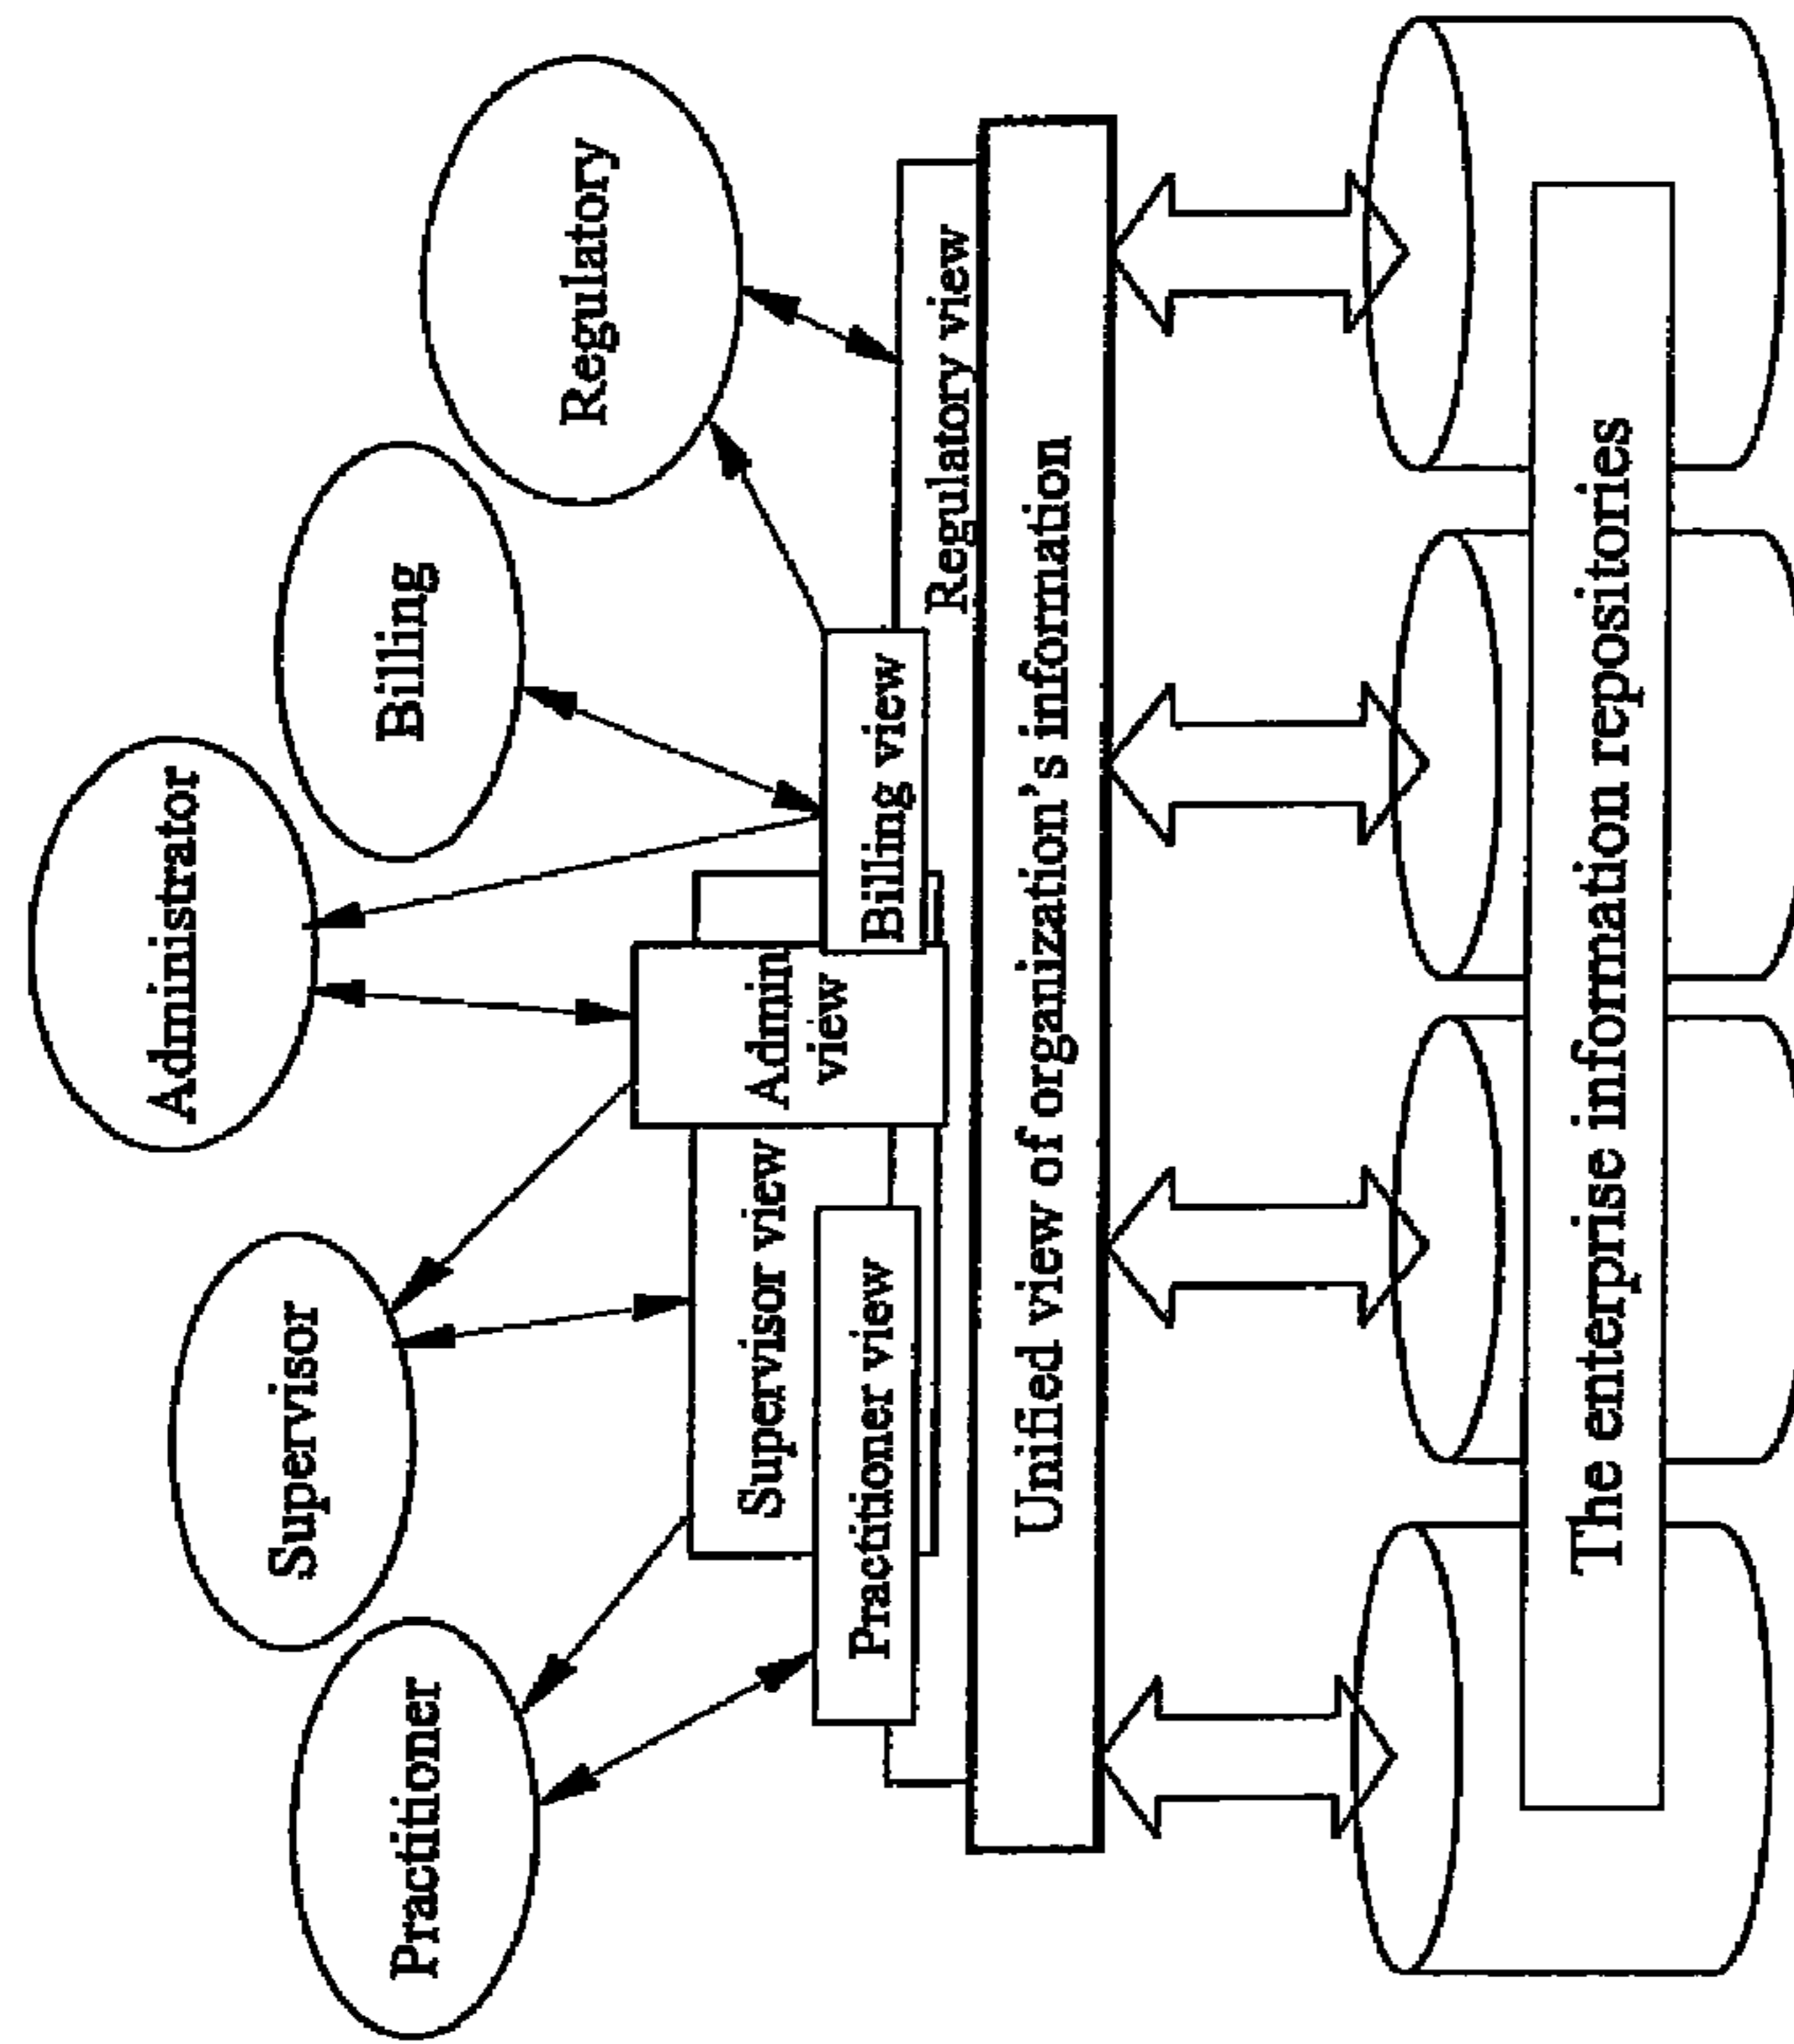 Practitioner
Supervisor
Administrator
Billing
Regulatory
Supervisor view
Admin
view
Practitioner view
Billing view
Regulatory view
Unified view of organization's information
The enterprise information repositories